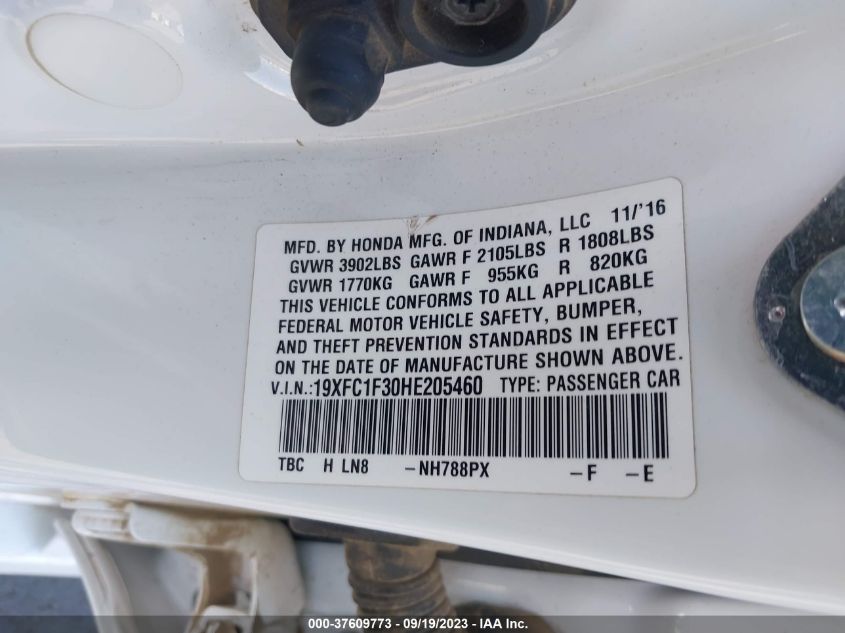 MFD. BY HONDA MFG. OF INDIANA, LLC 11/'16
GVWR 3902LBS GAWR F 2105LBS R 1808LBS
GVWR 1770KG GAWR F 955KG R 820KG
THIS VEHICLE CONFORMS TO ALL APPLICABLE
FEDERAL MOTOR VEHICLE SAFETY, BUMPER,
AND THEFT PREVENTION STANDARDS IN EFFECT
ON THE DATE OF MANUFACTURE SHOWN ABOVE.
V.I.N.:19XFC1F30HE205460 TYPE: PASSENGER CAR
TBC H LN8 -NH788PX -F -E
000-37609773 - 09/19/2023 - IAA Inc.